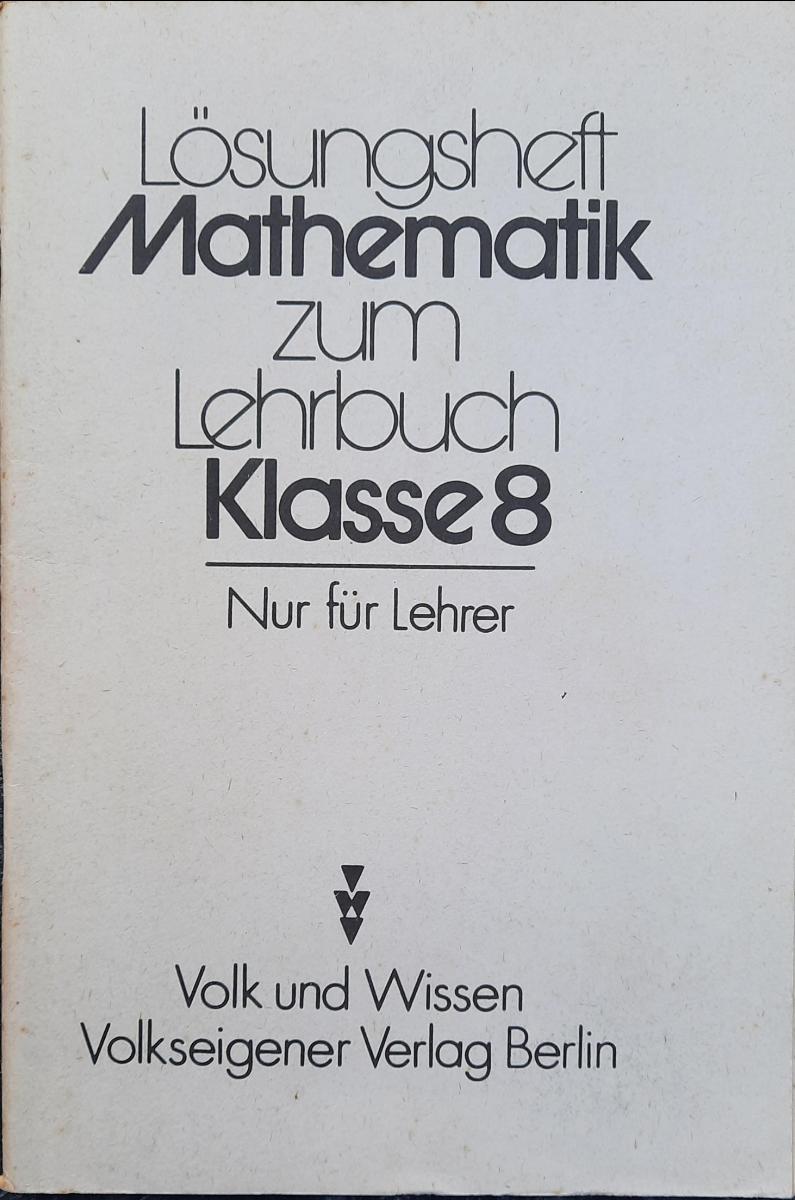 Lösungsheft
Mathematik
zum
Lehrbuch
Klasse 8
Nur für Lehrer
Volk und Wissen
Volkseigener Verlag Berlin